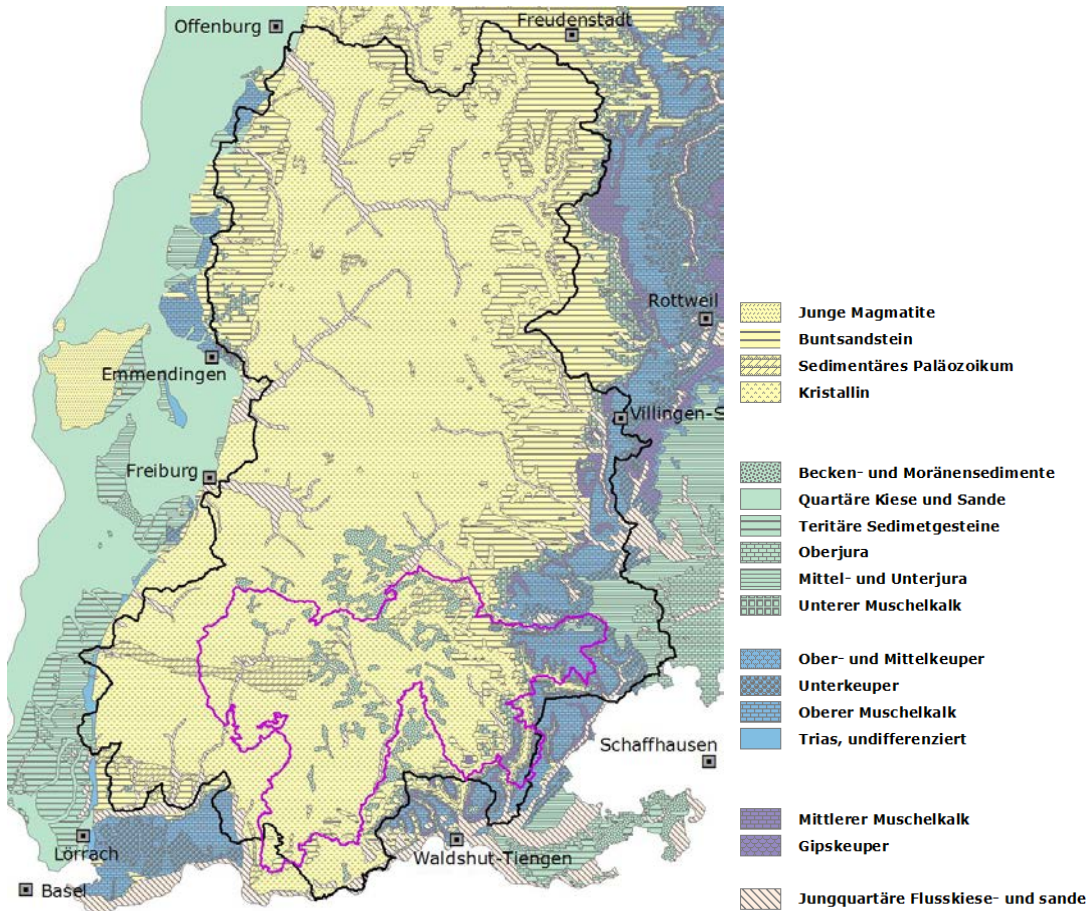 Offenburg
Freudenstadt
Rottweil
Emmendingen
Villingen-S
Freiburg
Schaffhausen
Lörrach
Waldshut-Tiengen
Basel
Junge Magmatite
Buntsandstein
Sedimentäres Paläozoikum
Kristallin
Becken- und Moränensedimente
Quartäre Kiese und Sande
Teritäre Sedimetgesteine
Oberjura
Mittel- und Unterjura
Unterer Muschelkalk
Ober- und Mittelkeuper
Unterkeuper
Oberer Muschelkalk
Trias, undifferenziert
Mittlerer Muschelkalk
Gipskeuper
Jungquartäre Flusskiese- und sande